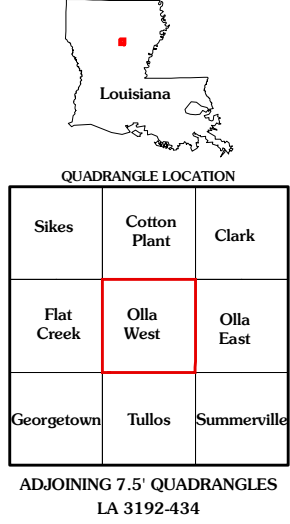 Louisiana
QUADRANGLE LOCATION
Sikes
Cotton
Plant
Clark
Flat
Creek
Olla
West
Olla
East
Georgetown
Tullos
Summerville
ADJOINING 7.5' QUADRANGLES
LA 3192-434